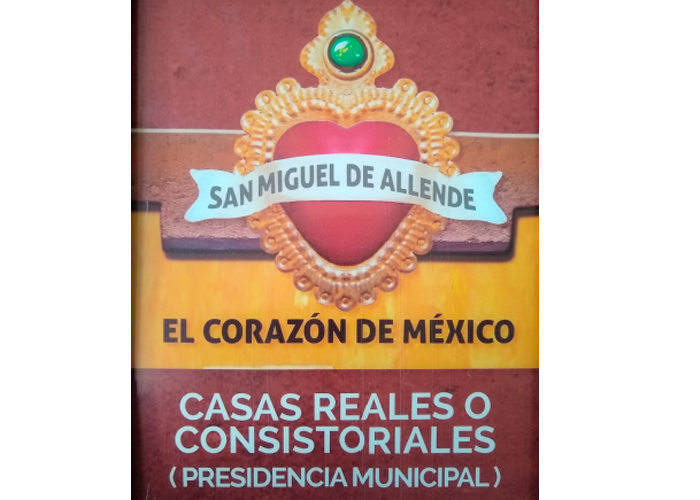 SAN MIGUEL DE ALLENDE
EL CORAZÓN DE MÉXICO
CASAS REALES O
CONSISTORIALES
(PRESIDENCIA MUNICIPAL)